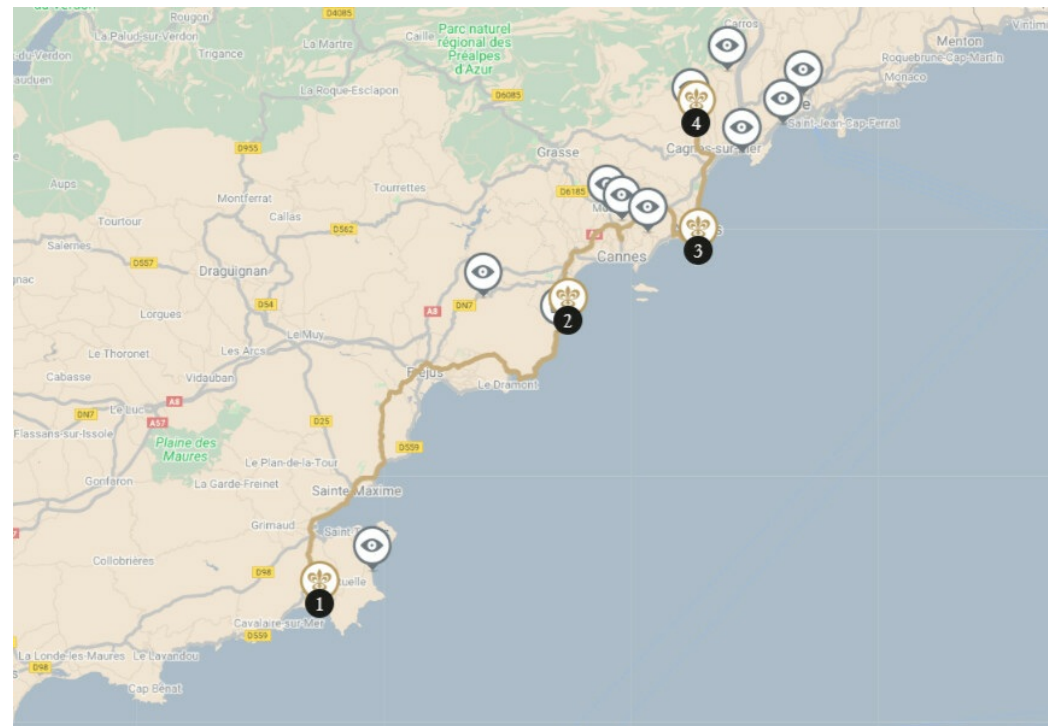 D4085
Rougon
La Palud-sur-Verdon
Trigance
La Martre
Caille
Parc naturel
régional des
Préalpes
d'Azur
Carros
Menton
Roquebrune-Cap-Martin
Monaco
La Roque-Esclapon
D6085
4
Saint-Jean-Cap-Ferrat
D955
Grasse
Cagnes-sur-Mer
Aups
Tourrettes
D6185
Montferrat
Tourtour
Callas
D562
3
Salernes
D557
Cannes
Draguignan
D54
DN7
2
Lorgues
A8
Le Muy
Le Thoronet
Les Arcs
Fréjus
Cabasse
Vidauban
Le Dramont
A8
DN7
Le Luc
A57
D25
Flassans-sur-Issole
Plaine des
Maures
D559
Le Plan-de-la-Tour
Gonfaron
La Garde-Freinet
Sainte-Maxime
Grimaud
Collobrières
D98
1
Cavalaire-sur-Mer
D559
La Londe-les-Maures
Le Lavandou
D98
Cap Bénat